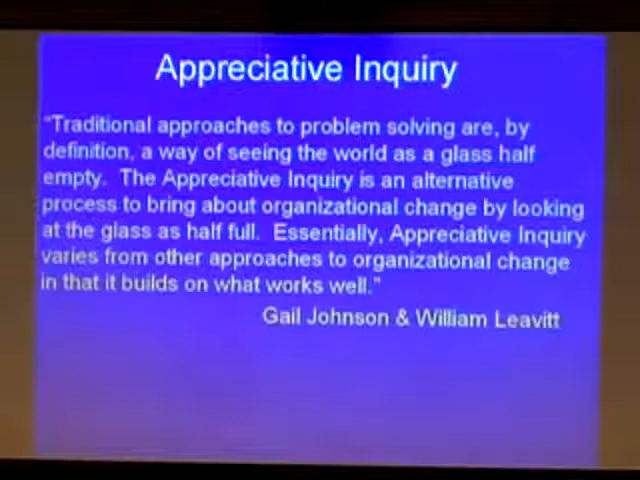 Appreciative Inquiry
"Traditional approaches to problem solving are, by
definition, a way of seeing the world as a glass half
empty. The Appreciative Inquiry is an alternative
process to bring about organizational change by looking
at the glass as half full. Essentially, Appreciative Inquiry
varies from other approaches to organizational change
in that it builds on what works well."
Gail Johnson & William Leavitt